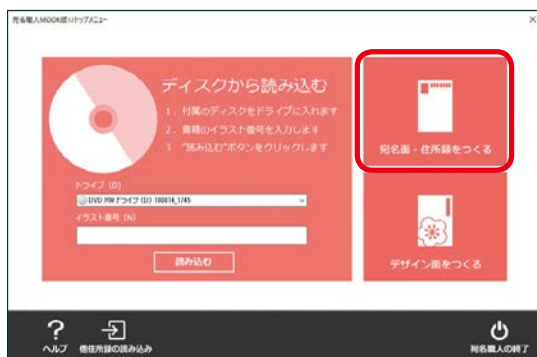 宛名職人MOOK版:トップメニュー
ディスクから読み込む
1. 付属のディスクをドライブに入れます
2. 書籍のイラスト番号を入力します
3 "読み込む"ボタンをクリックします
ドライブ (D)
DVD RW ドライブ (D:) 180814_1745
イラスト番号 (N)
読み込む
宛名面・住所録をつくる
デザイン面をつくる
ヘルプ
他住所録の読み込み
宛名職人の終了